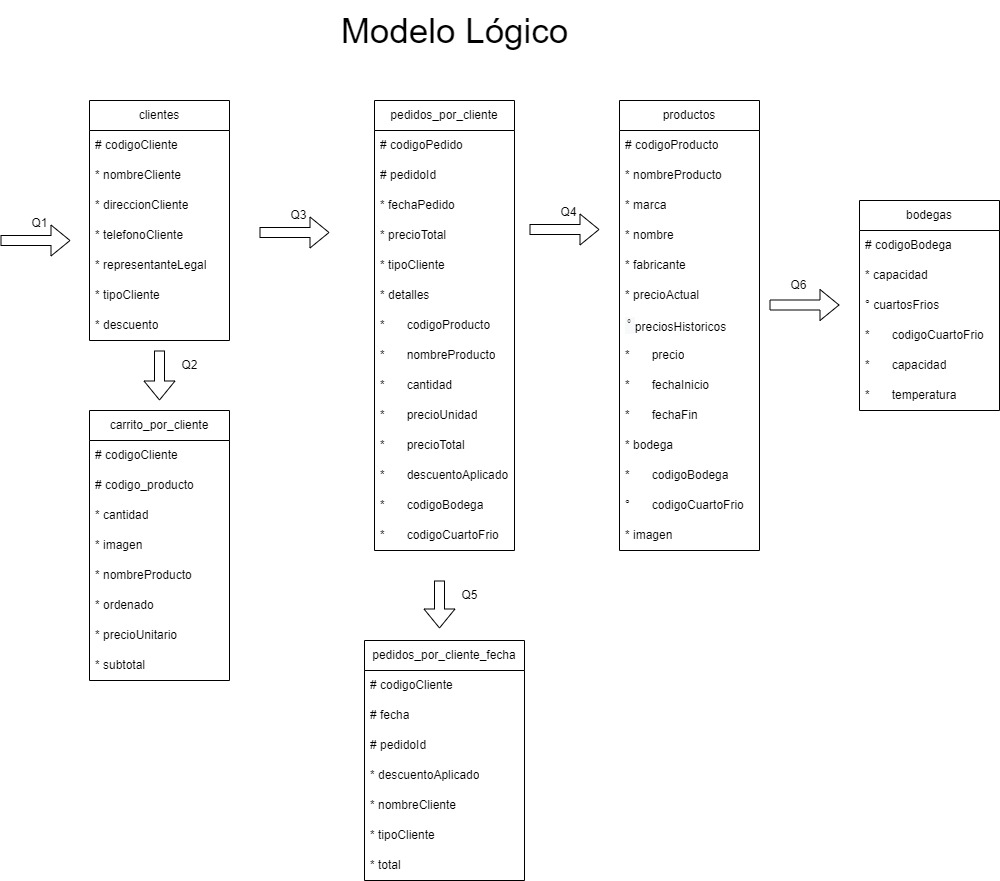 Modelo Lógico
Q1
clientes
# codigoCliente
* nombreCliente
* direccionCliente
* telefonoCliente
* representanteLegal
* tipoCliente
* descuento
Q2
carrito_por_cliente
# codigoCliente
# codigo_producto
* cantidad
* imagen
* nombreProducto
* ordenado
* precioUnitario
* subtotal
Q3
pedidos_por_cliente
# codigoPedido
# pedidoId
* fechaPedido
* precioTotal
* tipoCliente
* detalles
* codigoProducto
* nombreProducto
* cantidad
* precioUnidad
* precioTotal
* descuentoAplicado
* codigoBodega
* codigoCuartoFrio
Q5
pedidos_por_cliente_fecha
# codigoCliente
# fecha
# pedidoId
* descuentoAplicado
* nombreCliente
* tipoCliente
* total
Q4
productos
# codigoProducto
* nombreProducto
* marca
* nombre
* fabricante
* precioActual
° preciosHistoricos
* precio
* fechaInicio
* fechaFin
* bodega
* codigoBodega
° codigoCuartoFrio
* imagen
Q6
bodegas
# codigoBodega
* capacidad
° cuartosFrios
* codigoCuartoFrio
* capacidad
* temperatura